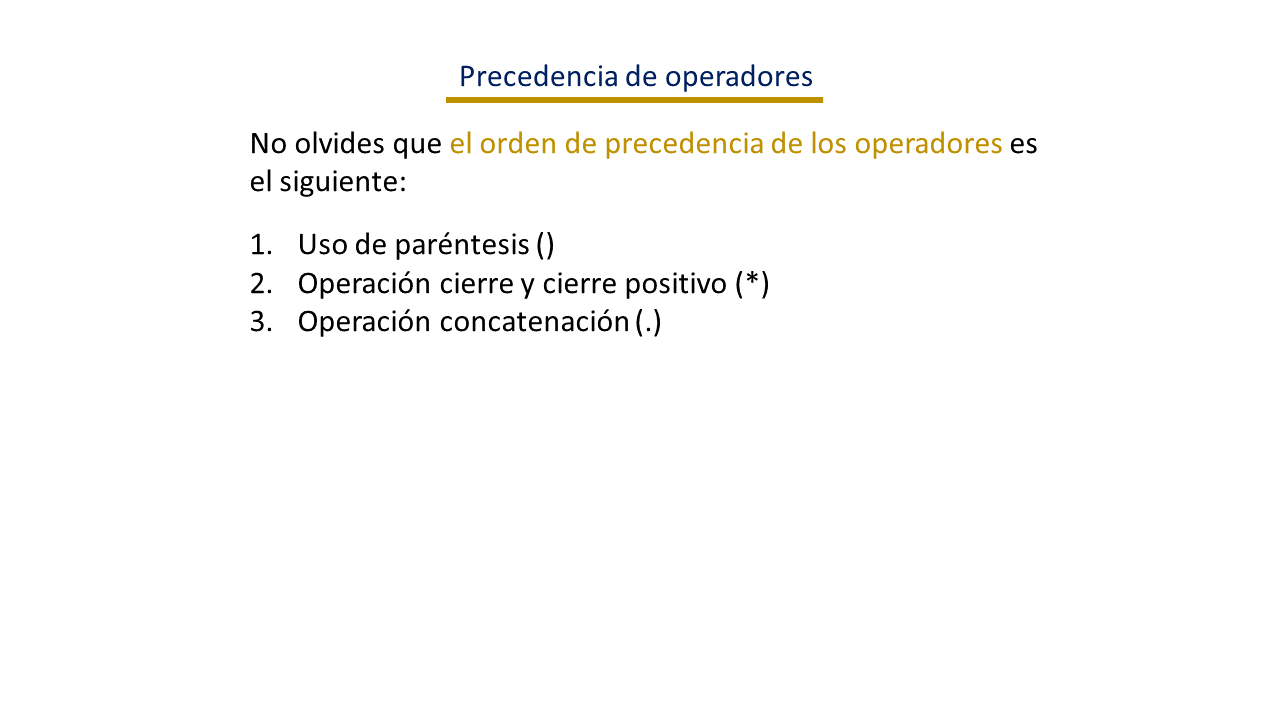 Precedencia de operadores
No olvides que el orden de precedencia de los operadores es
el siguiente:
1. Uso de paréntesis ()
2. Operación cierre y cierre positivo (*)
3. Operación concatenación (.)